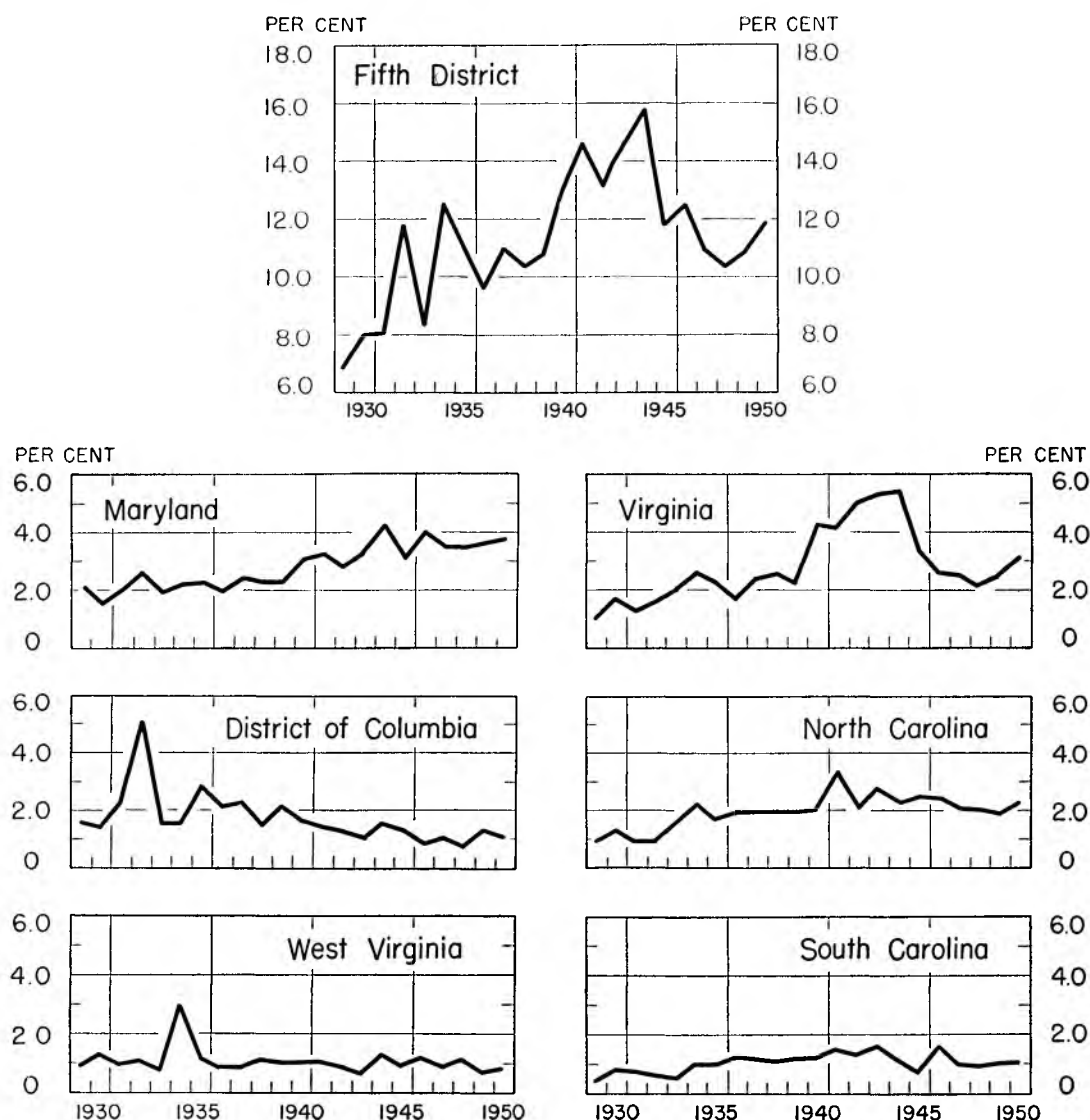 PER CENT PER CENT
18.0 Fifth District 18.0
16.0 16.0
14.0 14.0
12.0 12.0
10.0 10.0
8.0 8.0
6.0 6.0
1930 1935 1940 1945 1950
PER CENT PER CENT
6.0 Maryland Virginia 6.0
4.0 4.0
2.0 2.0
0 0
6.0 District of Columbia North Carolina 6.0
4.0 4.0
2.0 2.0
0 0
6.0 West Virginia South Carolina 6.0
4.0 4.0
2.0 2.0
0 0
1930 1935 1940 1945 1950 1930 1935 1940 1945 1950